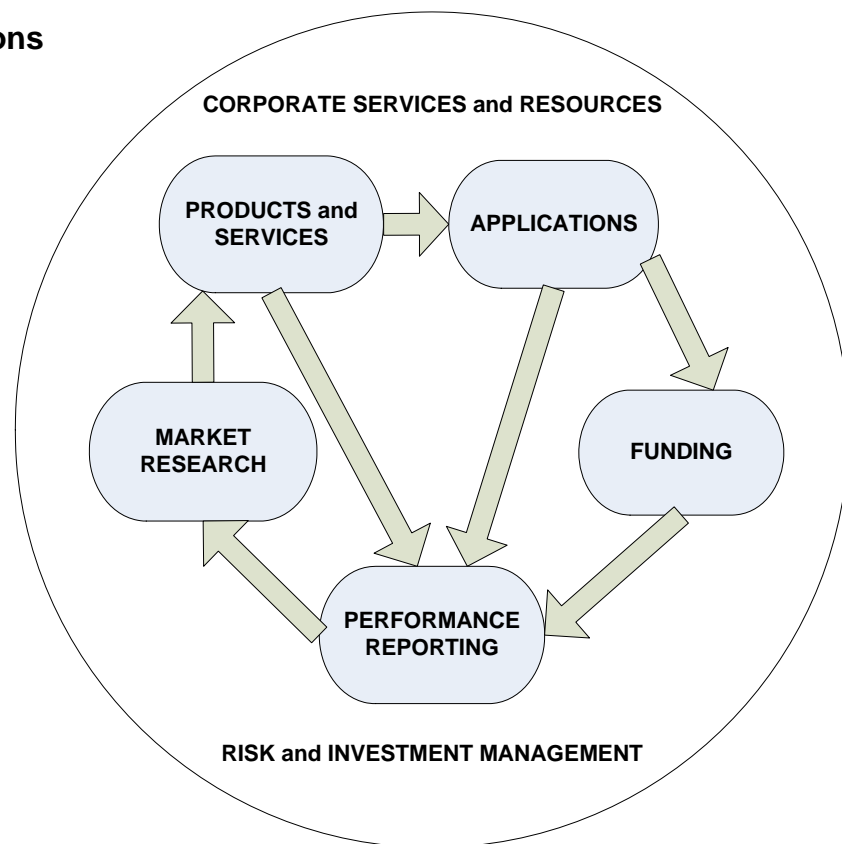 ons
CORPORATE SERVICES and RESOURCES
PRODUCTS and
SERVICES
APPLICATIONS
MARKET
RESEARCH
FUNDING
PERFORMANCE
REPORTING
RISK and INVESTMENT MANAGEMENT